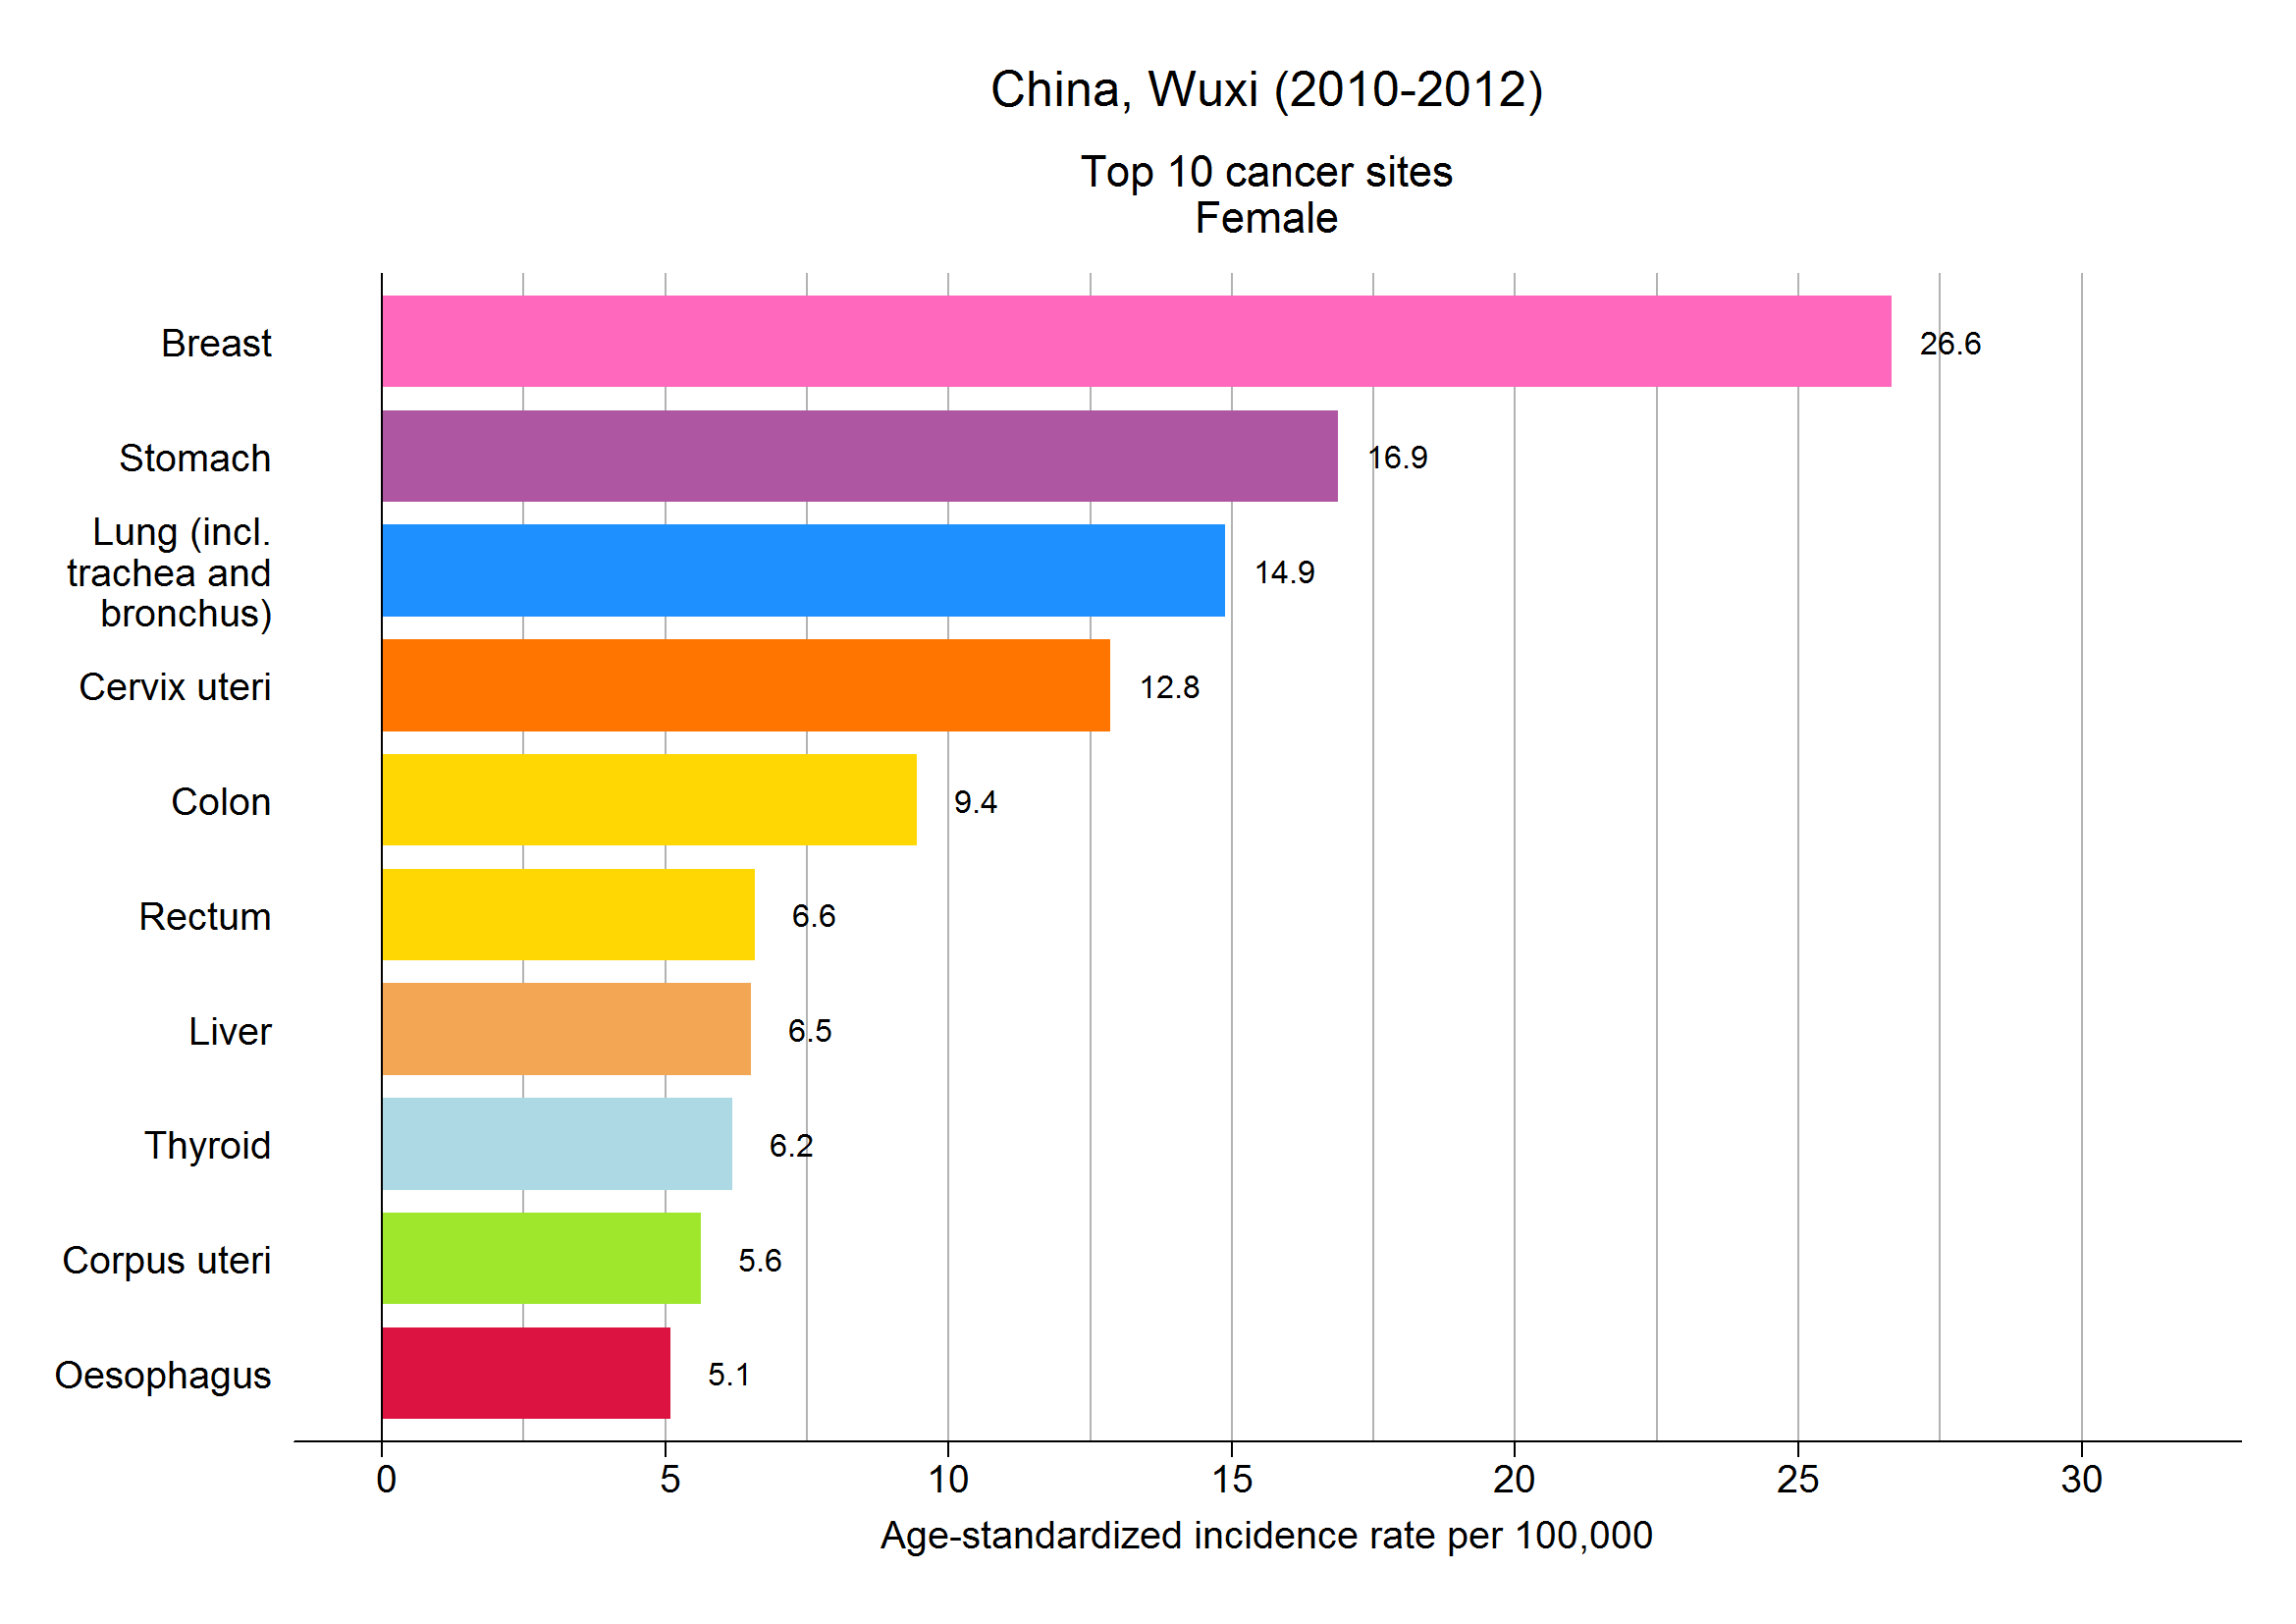 China, Wuxi (2010-2012)
Top 10 cancer sites
Female
Breast
26.6
Stomach
16.9
Lung (incl.
trachea and
bronchus)
14.9
Cervix uteri
12.8
Colon
9.4
Rectum
6.6
Liver
6.5
Thyroid
6.2
Corpus uteri
5.6
Oesophagus
5.1
0 5 10 15 20 25 30
Age-standardized incidence rate per 100,000